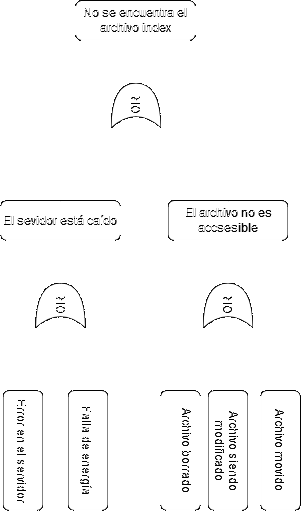 No se encuentra el
archivo index
OR
El sevidor está caído
El archivo no es
accsesible
OR
OR
Error en el servidor
Falla de energía
Archivo borrado
Archivo siendo
modificado
Archivo movido